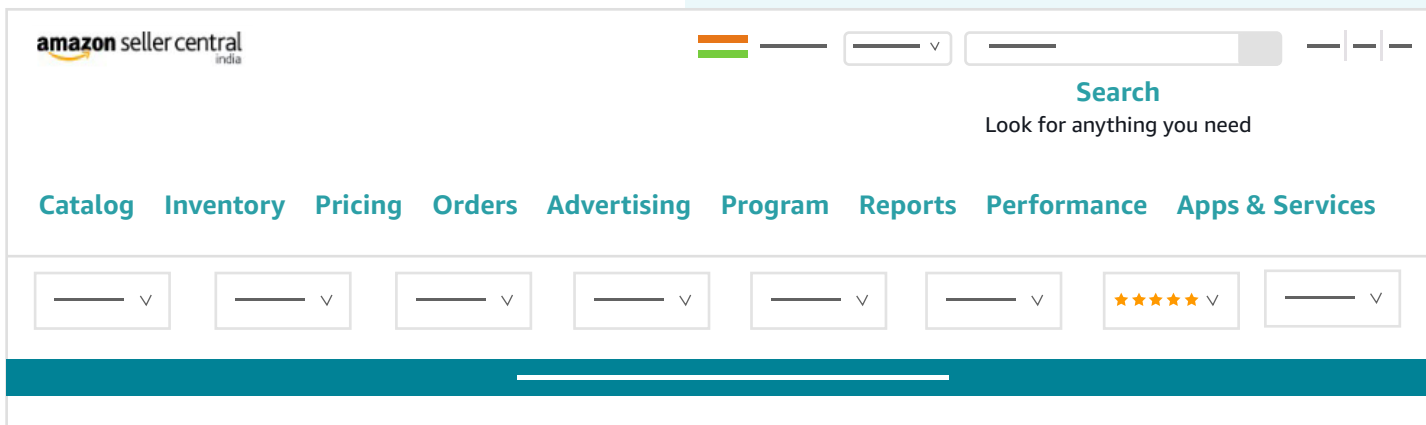 amazon seller central
india
Search
Look for anything you need
Catalog Inventory Pricing Orders Advertising Program Reports Performance Apps & Services